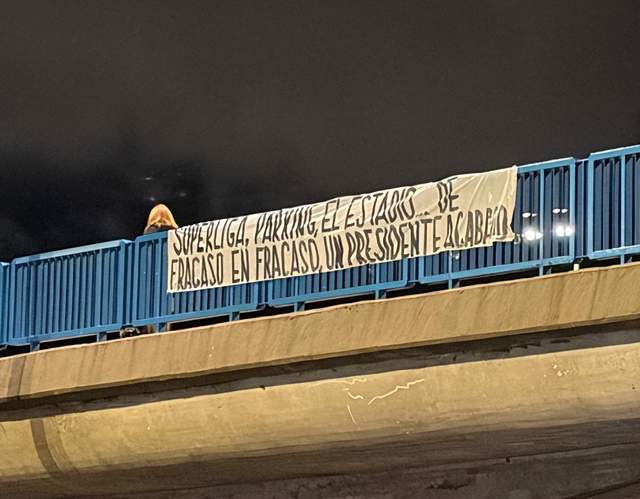 SUPERLIGA, PARKING, EL ESTADIO... DE
FRACASO EN FRACASO, UN PRESIDENTE ACABADO